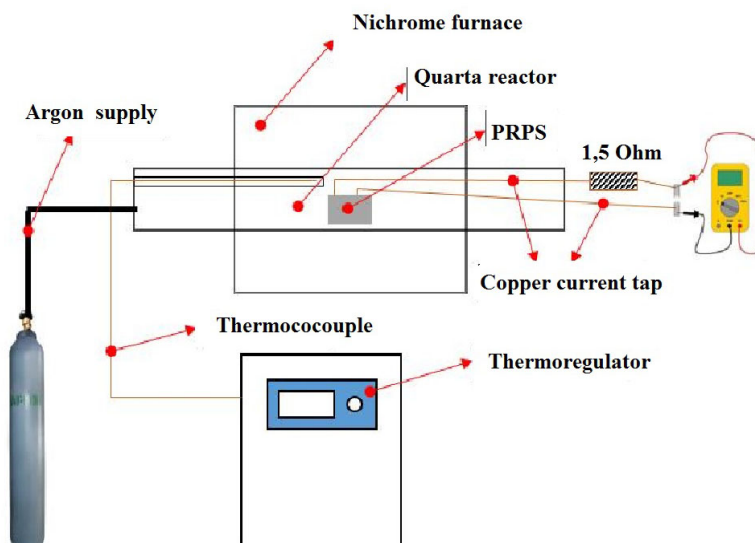 Nichrome furnace
Quarta reactor
Argon supply
PRPS
1,5 Ohm
Copper current tap
Thermococouple
Thermoregulator